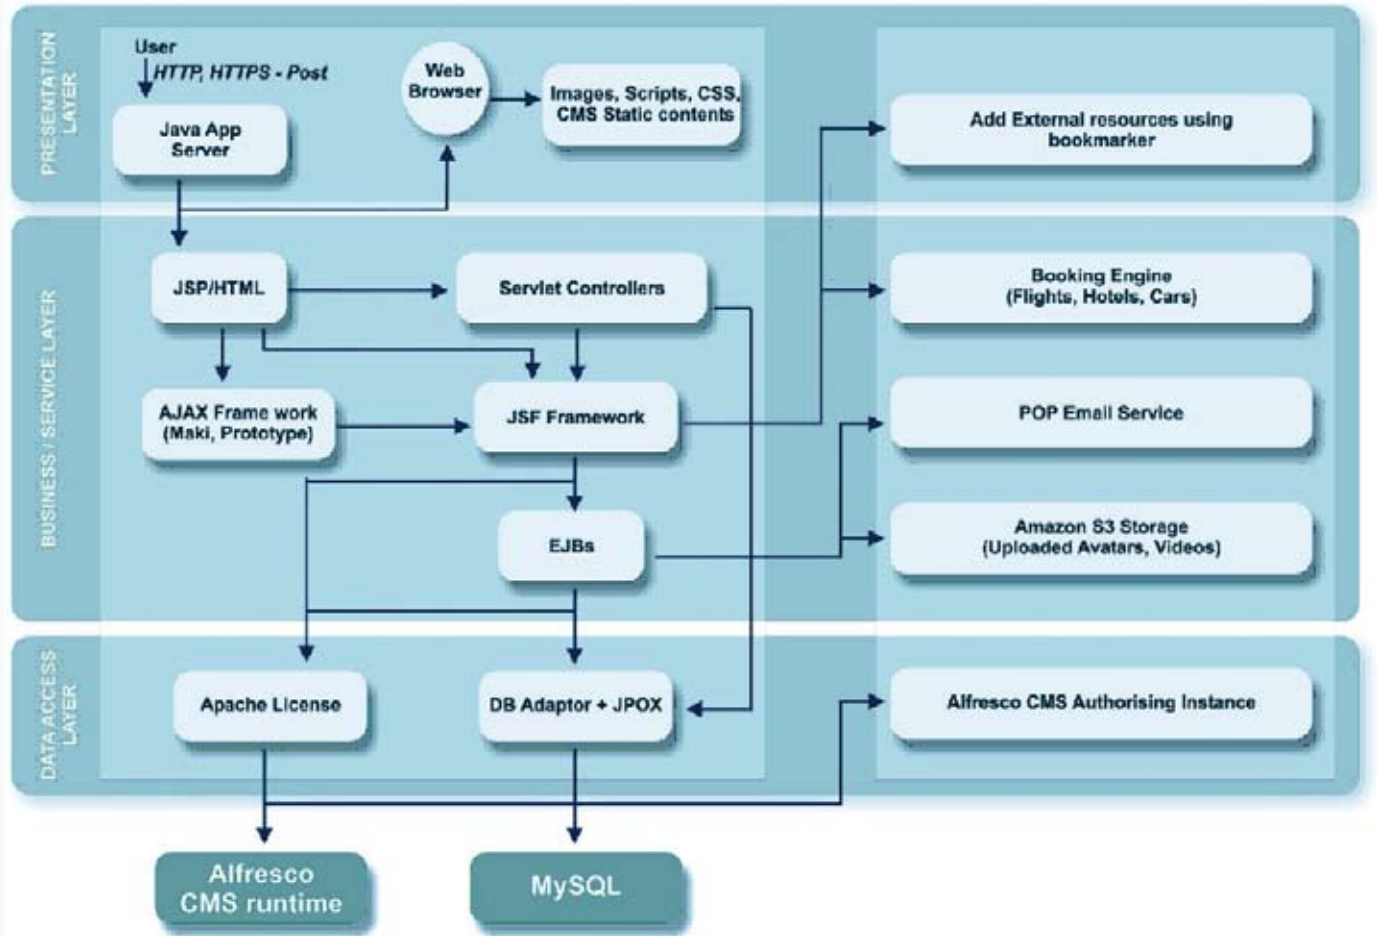 PRESENTATION
LAYER
User
HTTP, HTTPS - Post
Java App
Server
Web
Browser
Images, Scripts, CSS,
CMS Static contents
Add External resources using
bookmarker
BUSINESS / SERVICE LAYER
JSP/HTML
Servlet Controllers
Booking Engine
(Flights, Hotels, Cars)
AJAX Frame work
(Maki, Prototype)
JSF Framework
POP Email Service
EJBs
Amazon S3 Storage
(Uploaded Avatars, Videos)
DATA ACCESS
LAYER
Apache License
DB Adaptor + JPOX
Alfresco CMS Authorising Instance
Alfresco
CMS runtime
MySQL